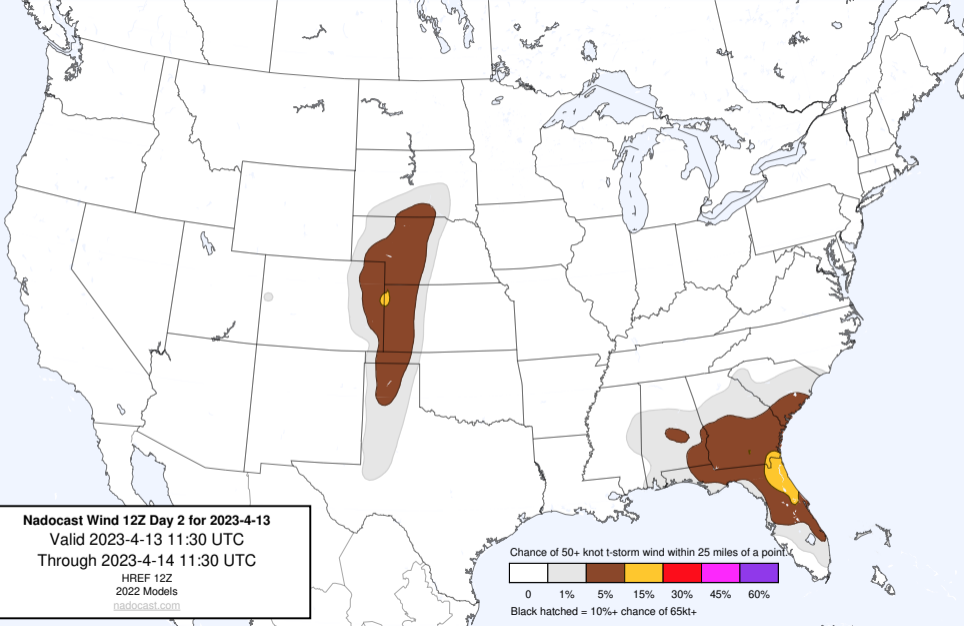 Nadocast Wind 12Z Day 2 for 2023-4-13
Valid 2023-4-13 11:30 UTC
Through 2023-4-14 11:30 UTC
HREF 12Z
2022 Models
nadocast.com
Chance of 50+ knot t-storm wind within 25 miles of a point.
0 1% 5% 15% 30% 45% 60%
Black hatched = 10%+ chance of 65kt+